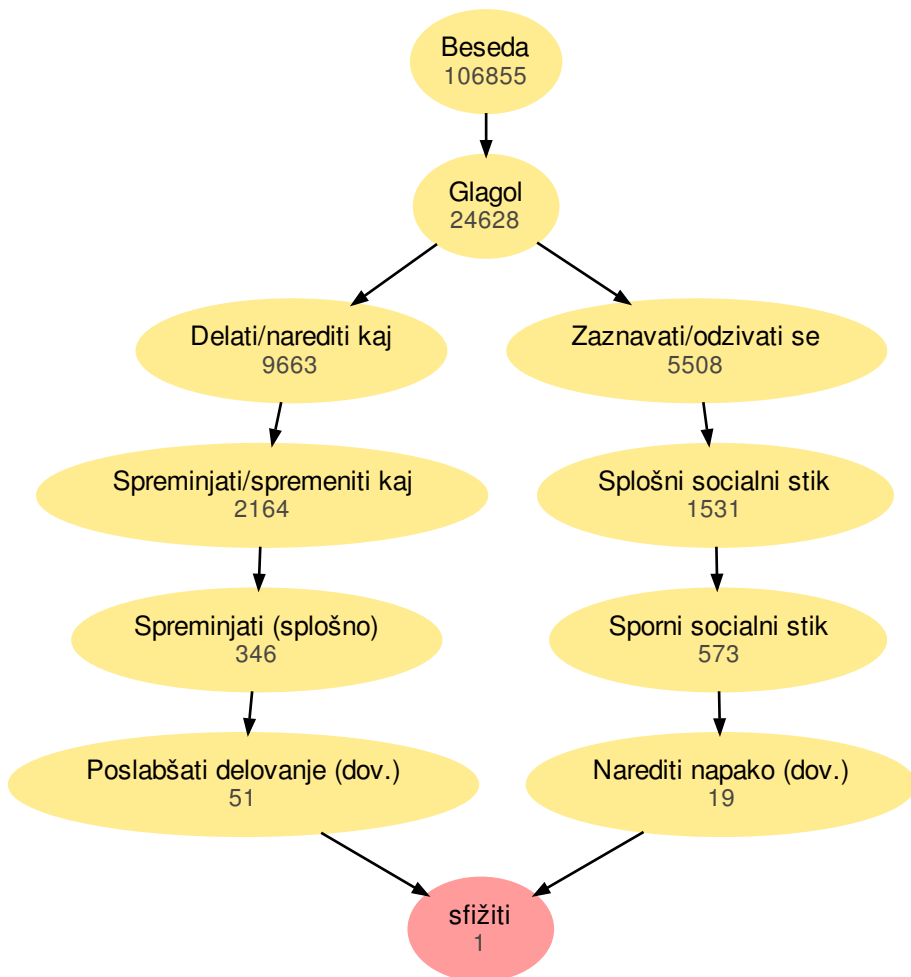 Beseda
106855
Glagol
24628
Delati/narediti kaj
9663
Zaznavati/odzivati se
5508
Spreminjati/spremeniti kaj
2164
Splošni socialni stik
1531
Spreminjati (splošno)
346
Sporni socialni stik
573
Poslabšati delovanje (dov.)
51
Narediti napako (dov.)
19
sfižiti
1